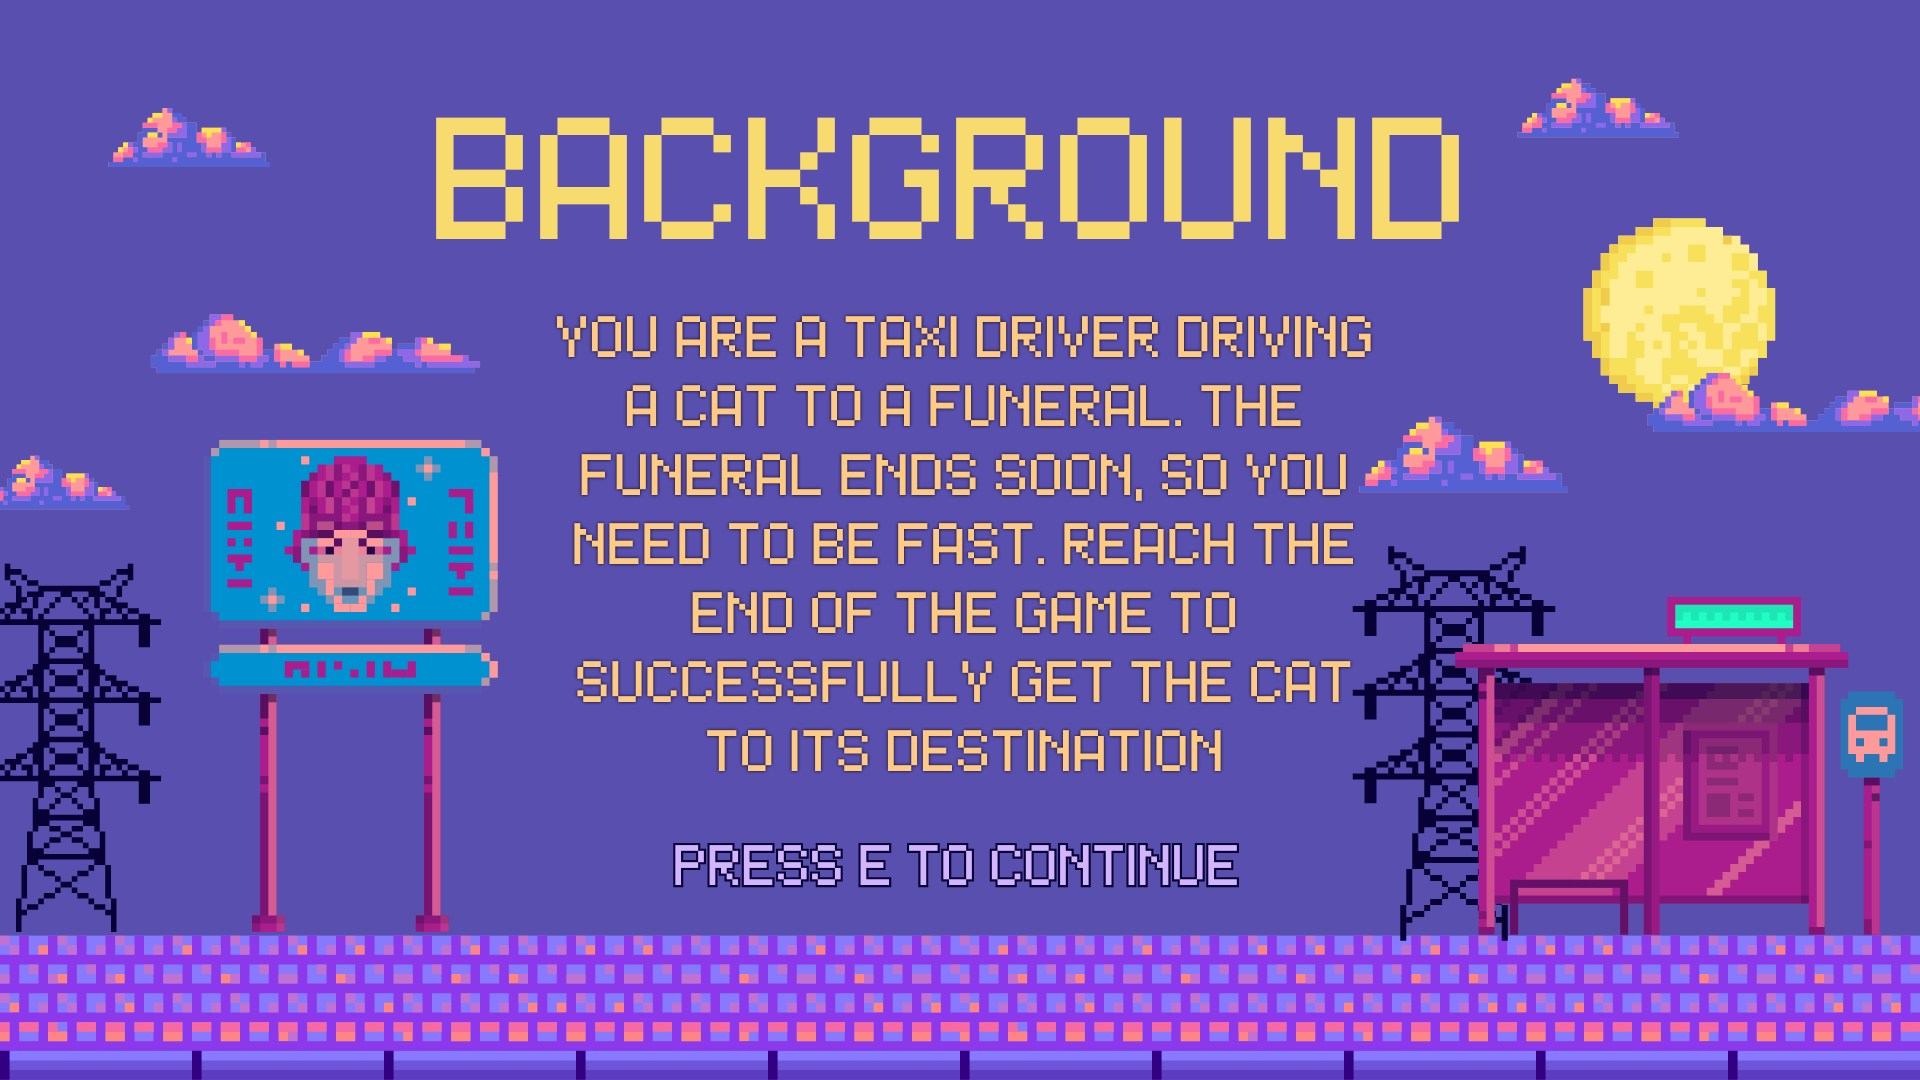 BACKGROUND
YOU ARE A TAXI DRIVER DRIVING
A CAT TO A FUNERAL. THE
FUNERAL ENDS SOON, SO YOU
NEED TO BE FAST. REACH THE
END OF THE GAME TO
SUCCESSFULLY GET THE CAT
TO ITS DESTINATION
PRESS E TO CONTINUE